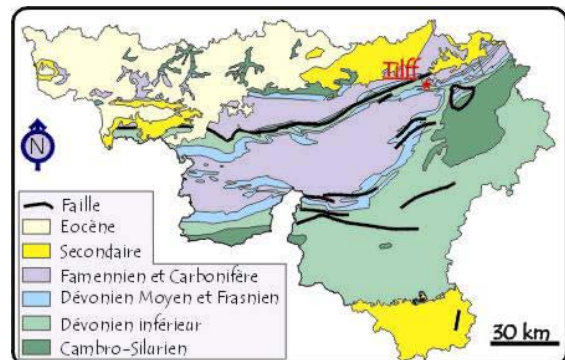 Tilff
N
Faille
Eocène
Secondaire
Famennien et Carbonifère
Dévonien Moyen et Frasnien
Dévonien inférieur
Cambro-Silurien
30 km